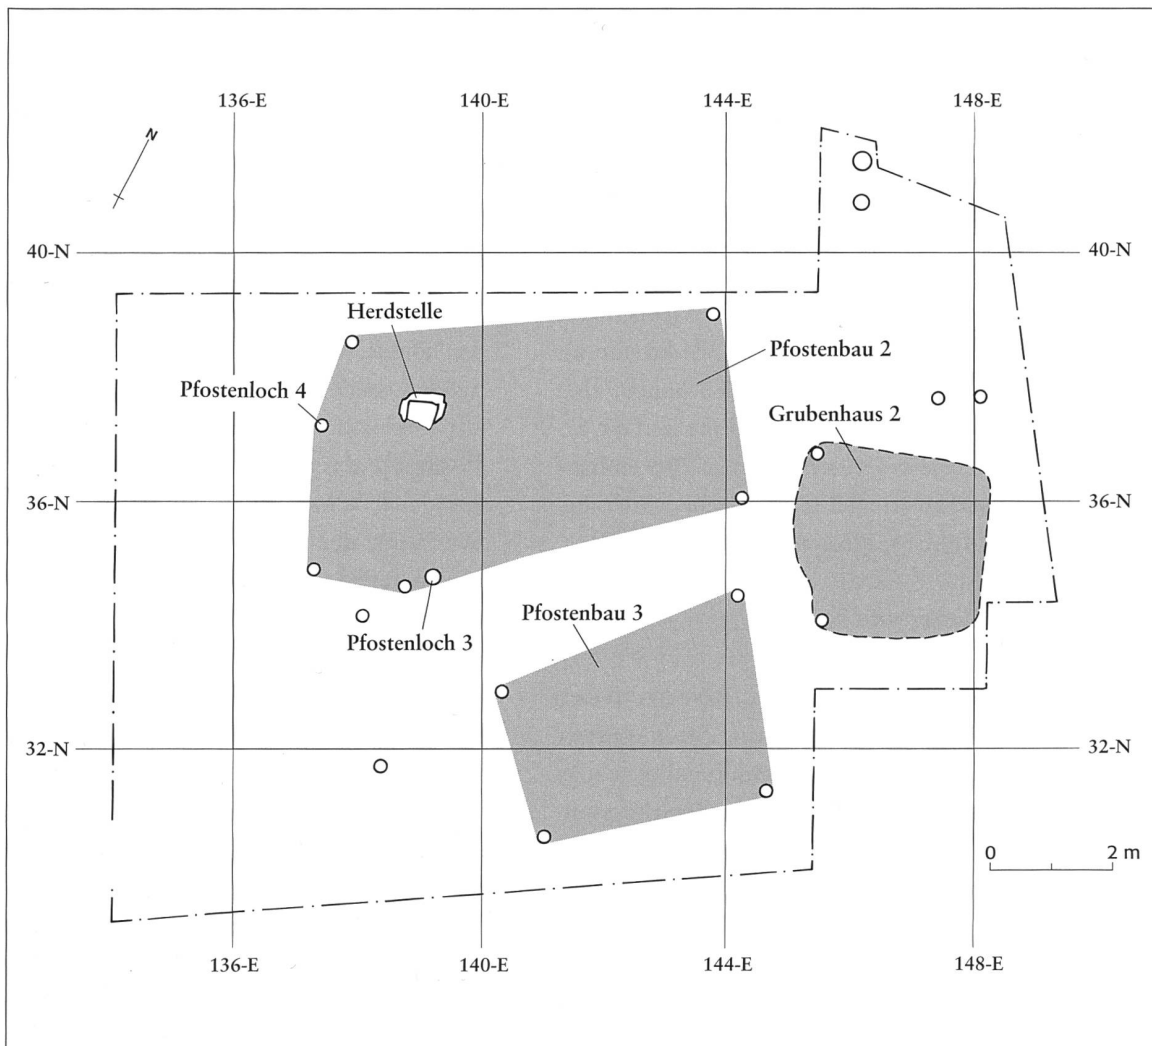 136-E 140-E 144-E 148-E
N
40-N 40-N
Herdstelle
Pfostenbau 2
Pfostenloch 4
Grubenhaus 2
36-N 36-N
Pfostenbau 3
Pfostenloch 3
32-N 32-N
0 2 m
136-E 140-E 144-E 148-E